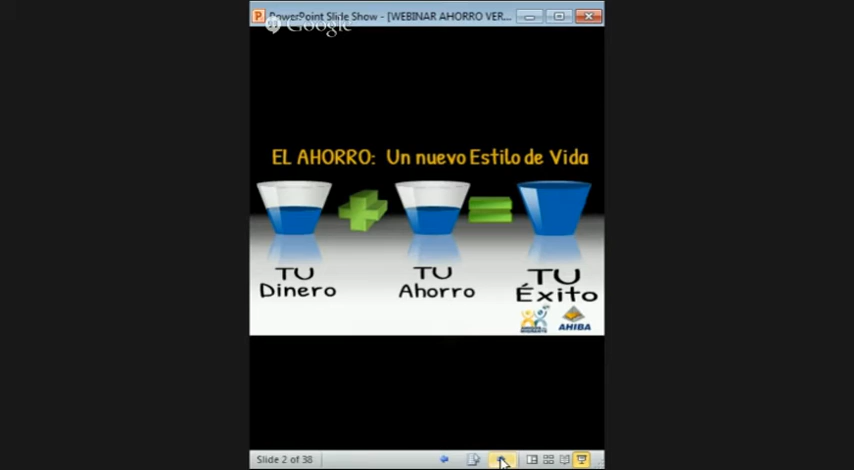 PowerPoint Slide Show - [WEBINAR AHORRO VER...
Google
EL AHORRO: Un nuevo Estilo de Vida
TU TU TU
Dinero Ahorro Éxito
AHIBA
Slide 2 of 38